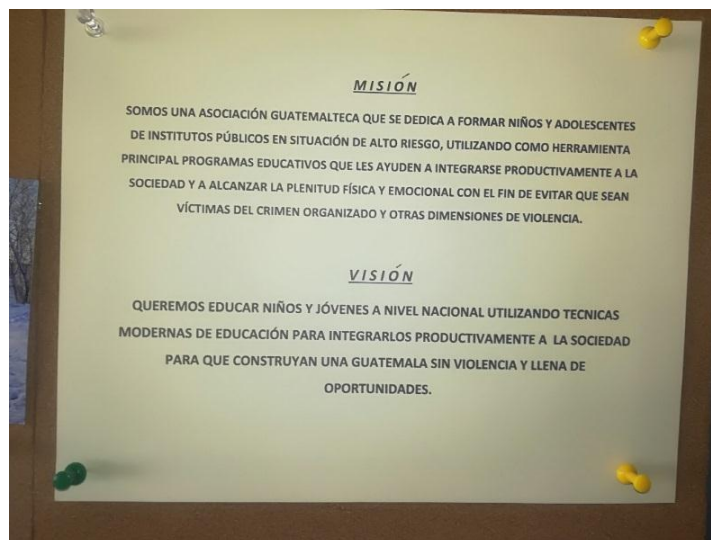 MISIÓN
SOMOS UNA ASOCIACIÓN GUATEMALTECA QUE SE DEDICA A FORMAR NIÑOS Y ADOLESCENTES
DE INSTITUTOS PÚBLICOS EN SITUACIÓN DE ALTO RIESGO, UTILIZANDO COMO HERRAMIENTA
PRINCIPAL PROGRAMAS EDUCATIVOS QUE LES AYUDEN A INTEGRARSE PRODUCTIVAMENTE A LA
SOCIEDAD Y A ALCANZAR LA PLENITUD FÍSICA Y EMOCIONAL CON EL FIN DE EVITAR QUE SEAN
VÍCTIMAS DEL CRIMEN ORGANIZADO Y OTRAS DIMENSIONES DE VIOLENCIA.
VISIÓN
QUEREMOS EDUCAR NIÑOS Y JÓVENES A NIVEL NACIONAL UTILIZANDO TECNICAS
MODERNAS DE EDUCACIÓN PARA INTEGRARLOS PRODUCTIVAMENTE A LA SOCIEDAD
PARA QUE CONSTRUYAN UNA GUATEMALA SIN VIOLENCIA Y LLENA DE
OPORTUNIDADES.